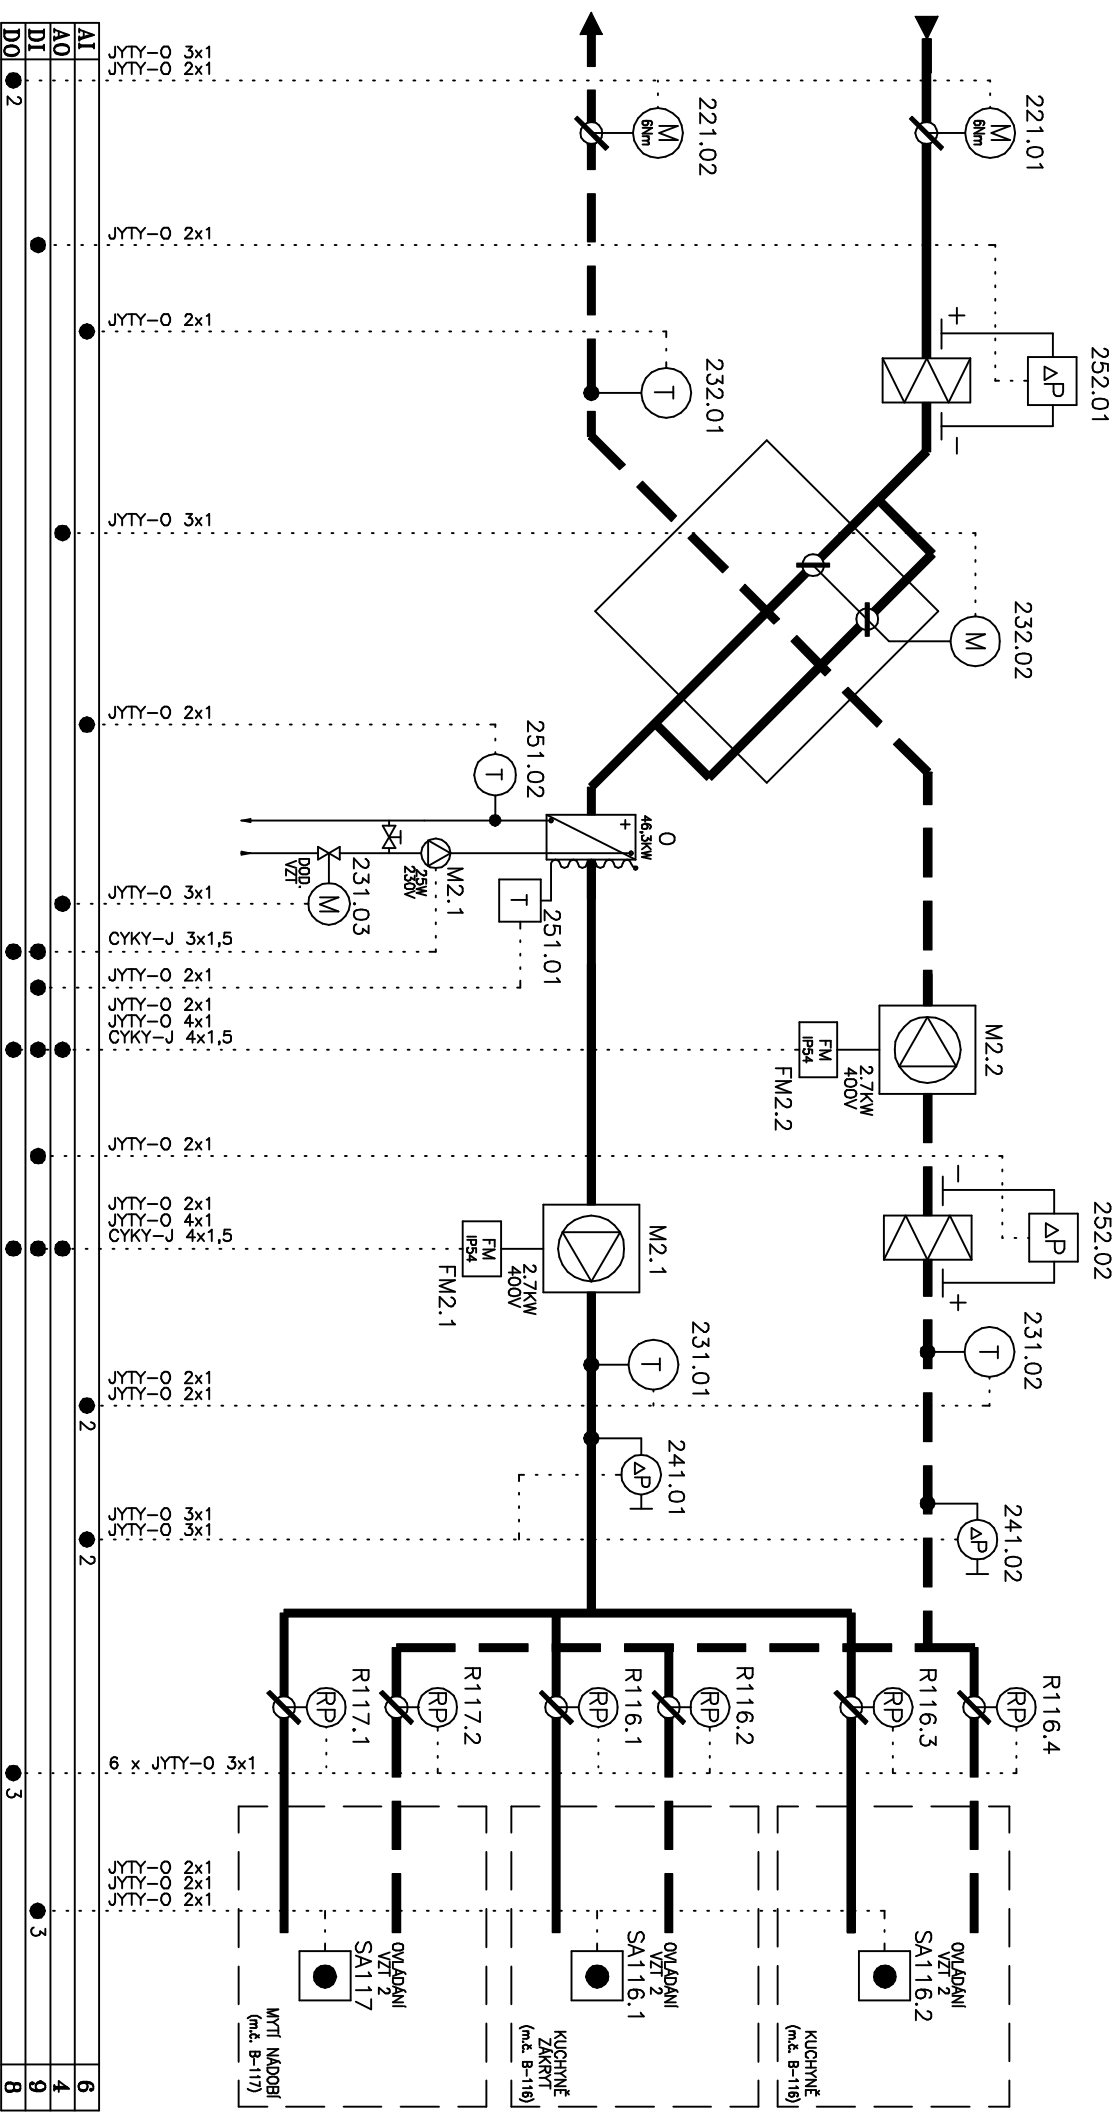 221.01
M
6Nm
221.02
M
6Nm
252.01
ΔP
+
−
232.01
T
232.02
M
251.02
T
O
46,3KW
+
251.01
T
M2.1
25W
230V
231.03
M
DOD.
VZT
M2.2
2.7KW
400V
FM
IP54
FM2.2
252.02
ΔP
−
+
M2.1
2.7KW
400V
FM
IP54
FM2.1
231.02
T
231.01
T
241.02
ΔP
241.01
ΔP
R116.4
RP
R116.3
RP
R116.2
RP
R116.1
RP
R117.2
RP
R117.1
RP
OVLÁDÁNÍ
VZT 2
SA116.2
KUCHYNĚ
(m.č. B-116)
OVLÁDÁNÍ
VZT 2
SA116.1
KUCHYNĚ
ZÁKRYT
(m.č. B-116)
OVLÁDÁNÍ
VZT 2
SA117
MYTÍ NÁDOBÍ
(m.č. B-117)
JYTY-O 3x1
JYTY-O 2x1
JYTY-O 2x1
JYTY-O 2x1
JYTY-O 3x1
JYTY-O 2x1
JYTY-O 3x1
CYKY-J 3x1,5
JYTY-O 2x1
JYTY-O 2x1
JYTY-O 4x1
CYKY-J 4x1,5
JYTY-O 2x1
JYTY-O 2x1
JYTY-O 4x1
CYKY-J 4x1,5
JYTY-O 2x1
JYTY-O 2x1
JYTY-O 3x1
JYTY-O 3x1
6 x JYTY-O 3x1
JYTY-O 2x1
JYTY-O 2x1
JYTY-O 2x1
AI 2 2 6
AO 4
DI 3 9
DO 2 3 8